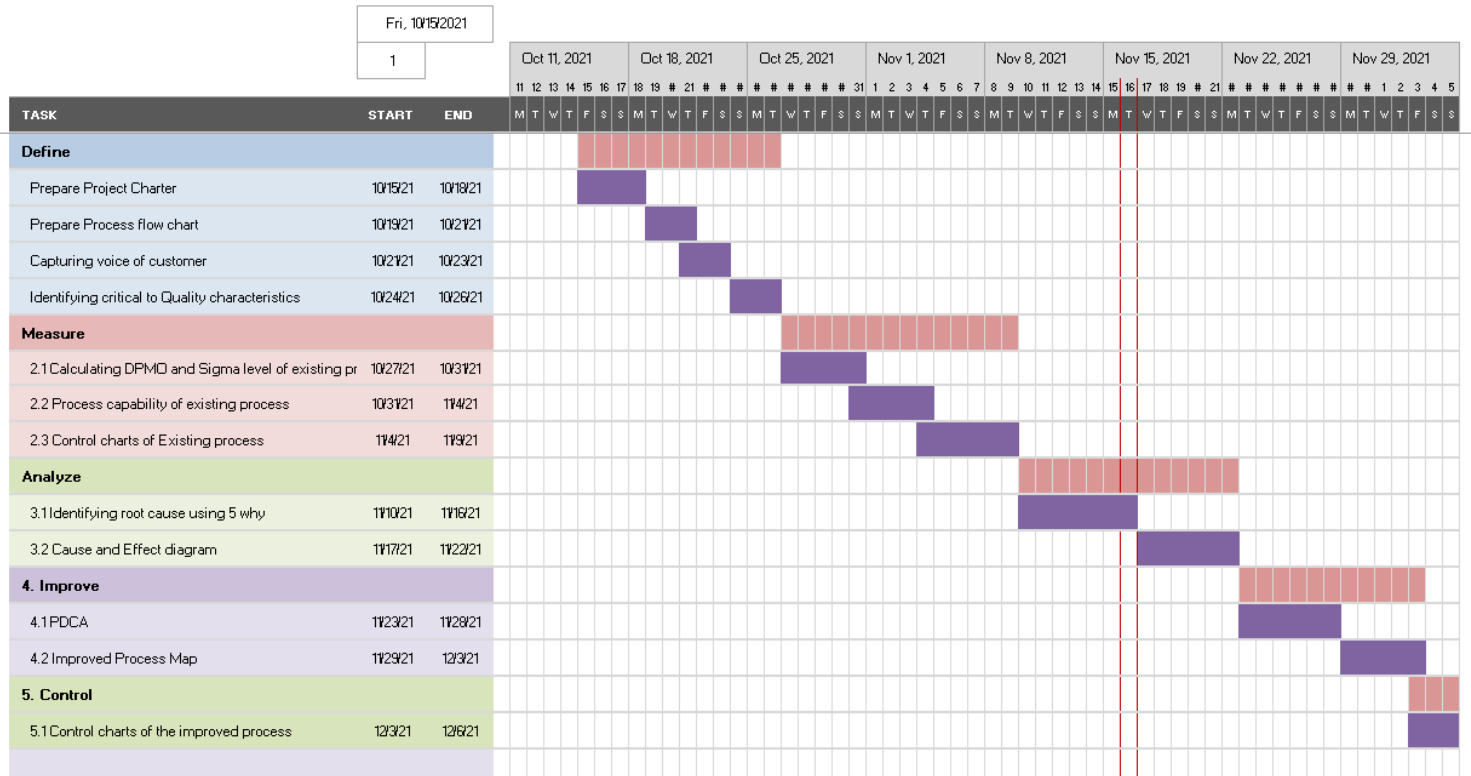 Fri, 10/15/2021
1
Oct 11, 2021 Oct 18, 2021 Oct 25, 2021 Nov 1, 2021 Nov 8, 2021 Nov 15, 2021 Nov 22, 2021 Nov 29, 2021
11 12 13 14 15 16 17 18 19 # 21 # # # # # # # # # 31 1 2 3 4 5 6 7 8 9 10 11 12 13 14 15 16 17 18 19 # 21 # # # # # # # # # 1 2 3 4 5
TASK START END M T W T F S S M T W T F S S M T W T F S S M T W T F S S M T W T F S S M T W T F S S M T W T F S S M T W T F S S
Define
Prepare Project Charter 10/15/21 10/18/21
Prepare Process flow chart 10/19/21 10/21/21
Capturing voice of customer 10/21/21 10/23/21
Identifying critical to Quality characteristics 10/24/21 10/26/21
Measure
2.1 Calculating DPMO and Sigma level of existing pr 10/27/21 10/31/21
2.2 Process capability of existing process 10/31/21 11/4/21
2.3 Control charts of Existing process 11/4/21 11/9/21
Analyze
3.1 Identifying root cause using 5 why 11/10/21 11/16/21
3.2 Cause and Effect diagram 11/17/21 11/22/21
4. Improve
4.1 PDCA 11/23/21 11/28/21
4.2 Improved Process Map 11/29/21 12/3/21
5. Control
5.1 Control charts of the improved process 12/3/21 12/6/21